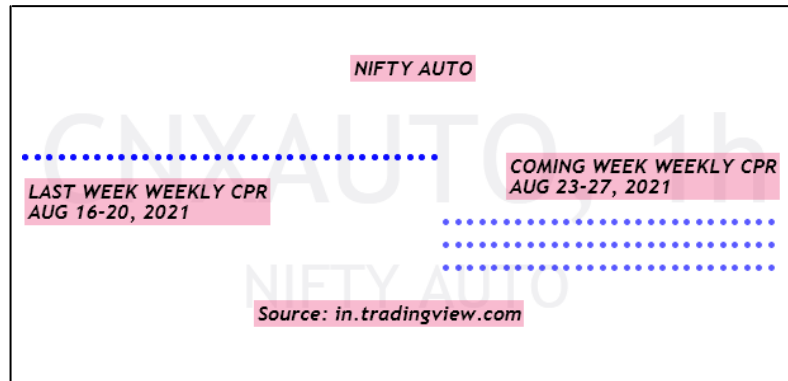 NIFTY AUTO
CNXAUTO, 1h
COMING WEEK WEEKLY CPR
AUG 23-27, 2021
LAST WEEK WEEKLY CPR
AUG 16-20, 2021
NIFTY AUTO
Source: in.tradingview.com